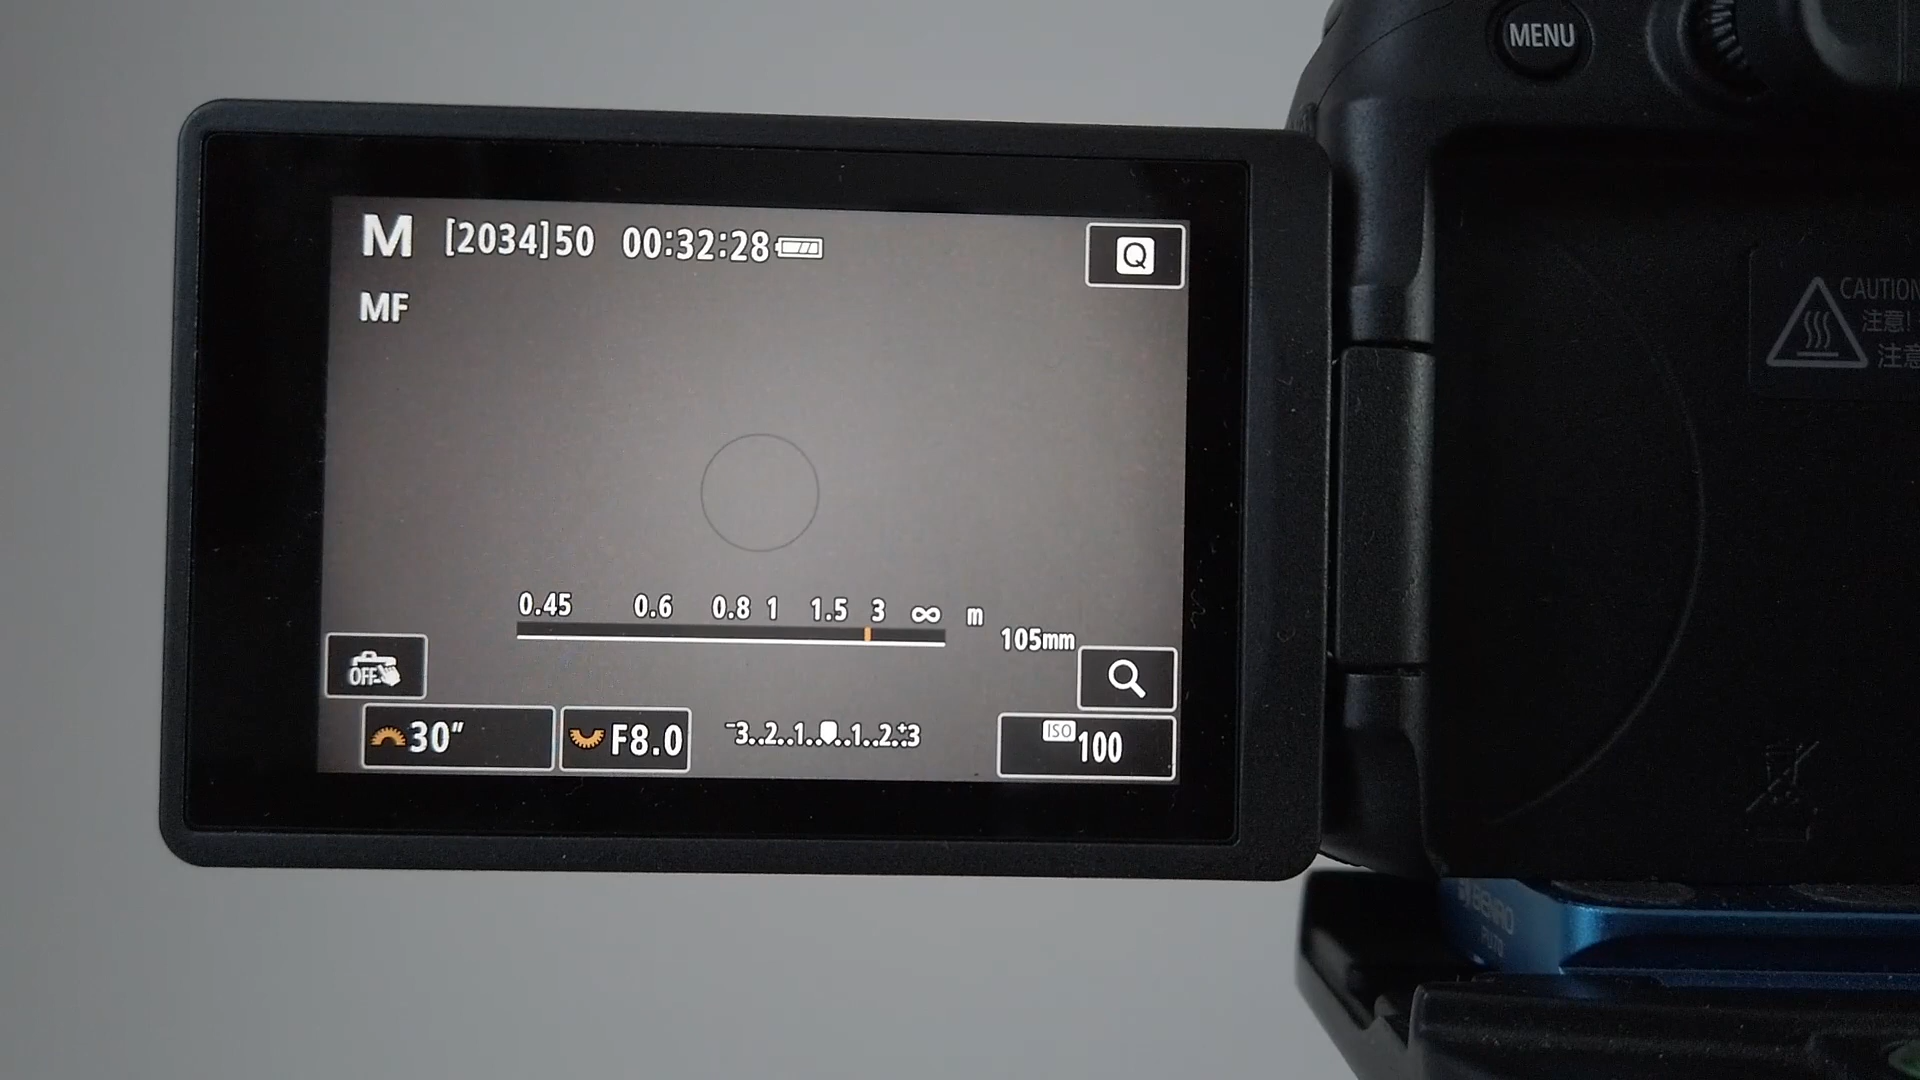 MENU
M [2034]50 00:32:28
Q
MF
CAUTION
注意!
注意
0.45 0.6 0.8 1 1.5 3 ∞ m
105mm
OFF
30" F8.0 -3..2..1..0..1..2..+3 ISO 100
BENRO